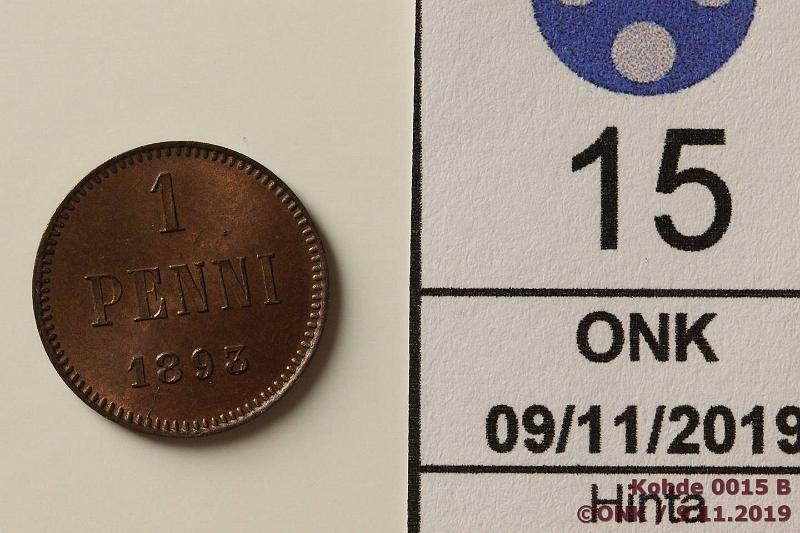 1
PENNI
1893
15
ONK
09/11/2019
Hinta
Kohde 0015 B
©ONK / 9.11.2019